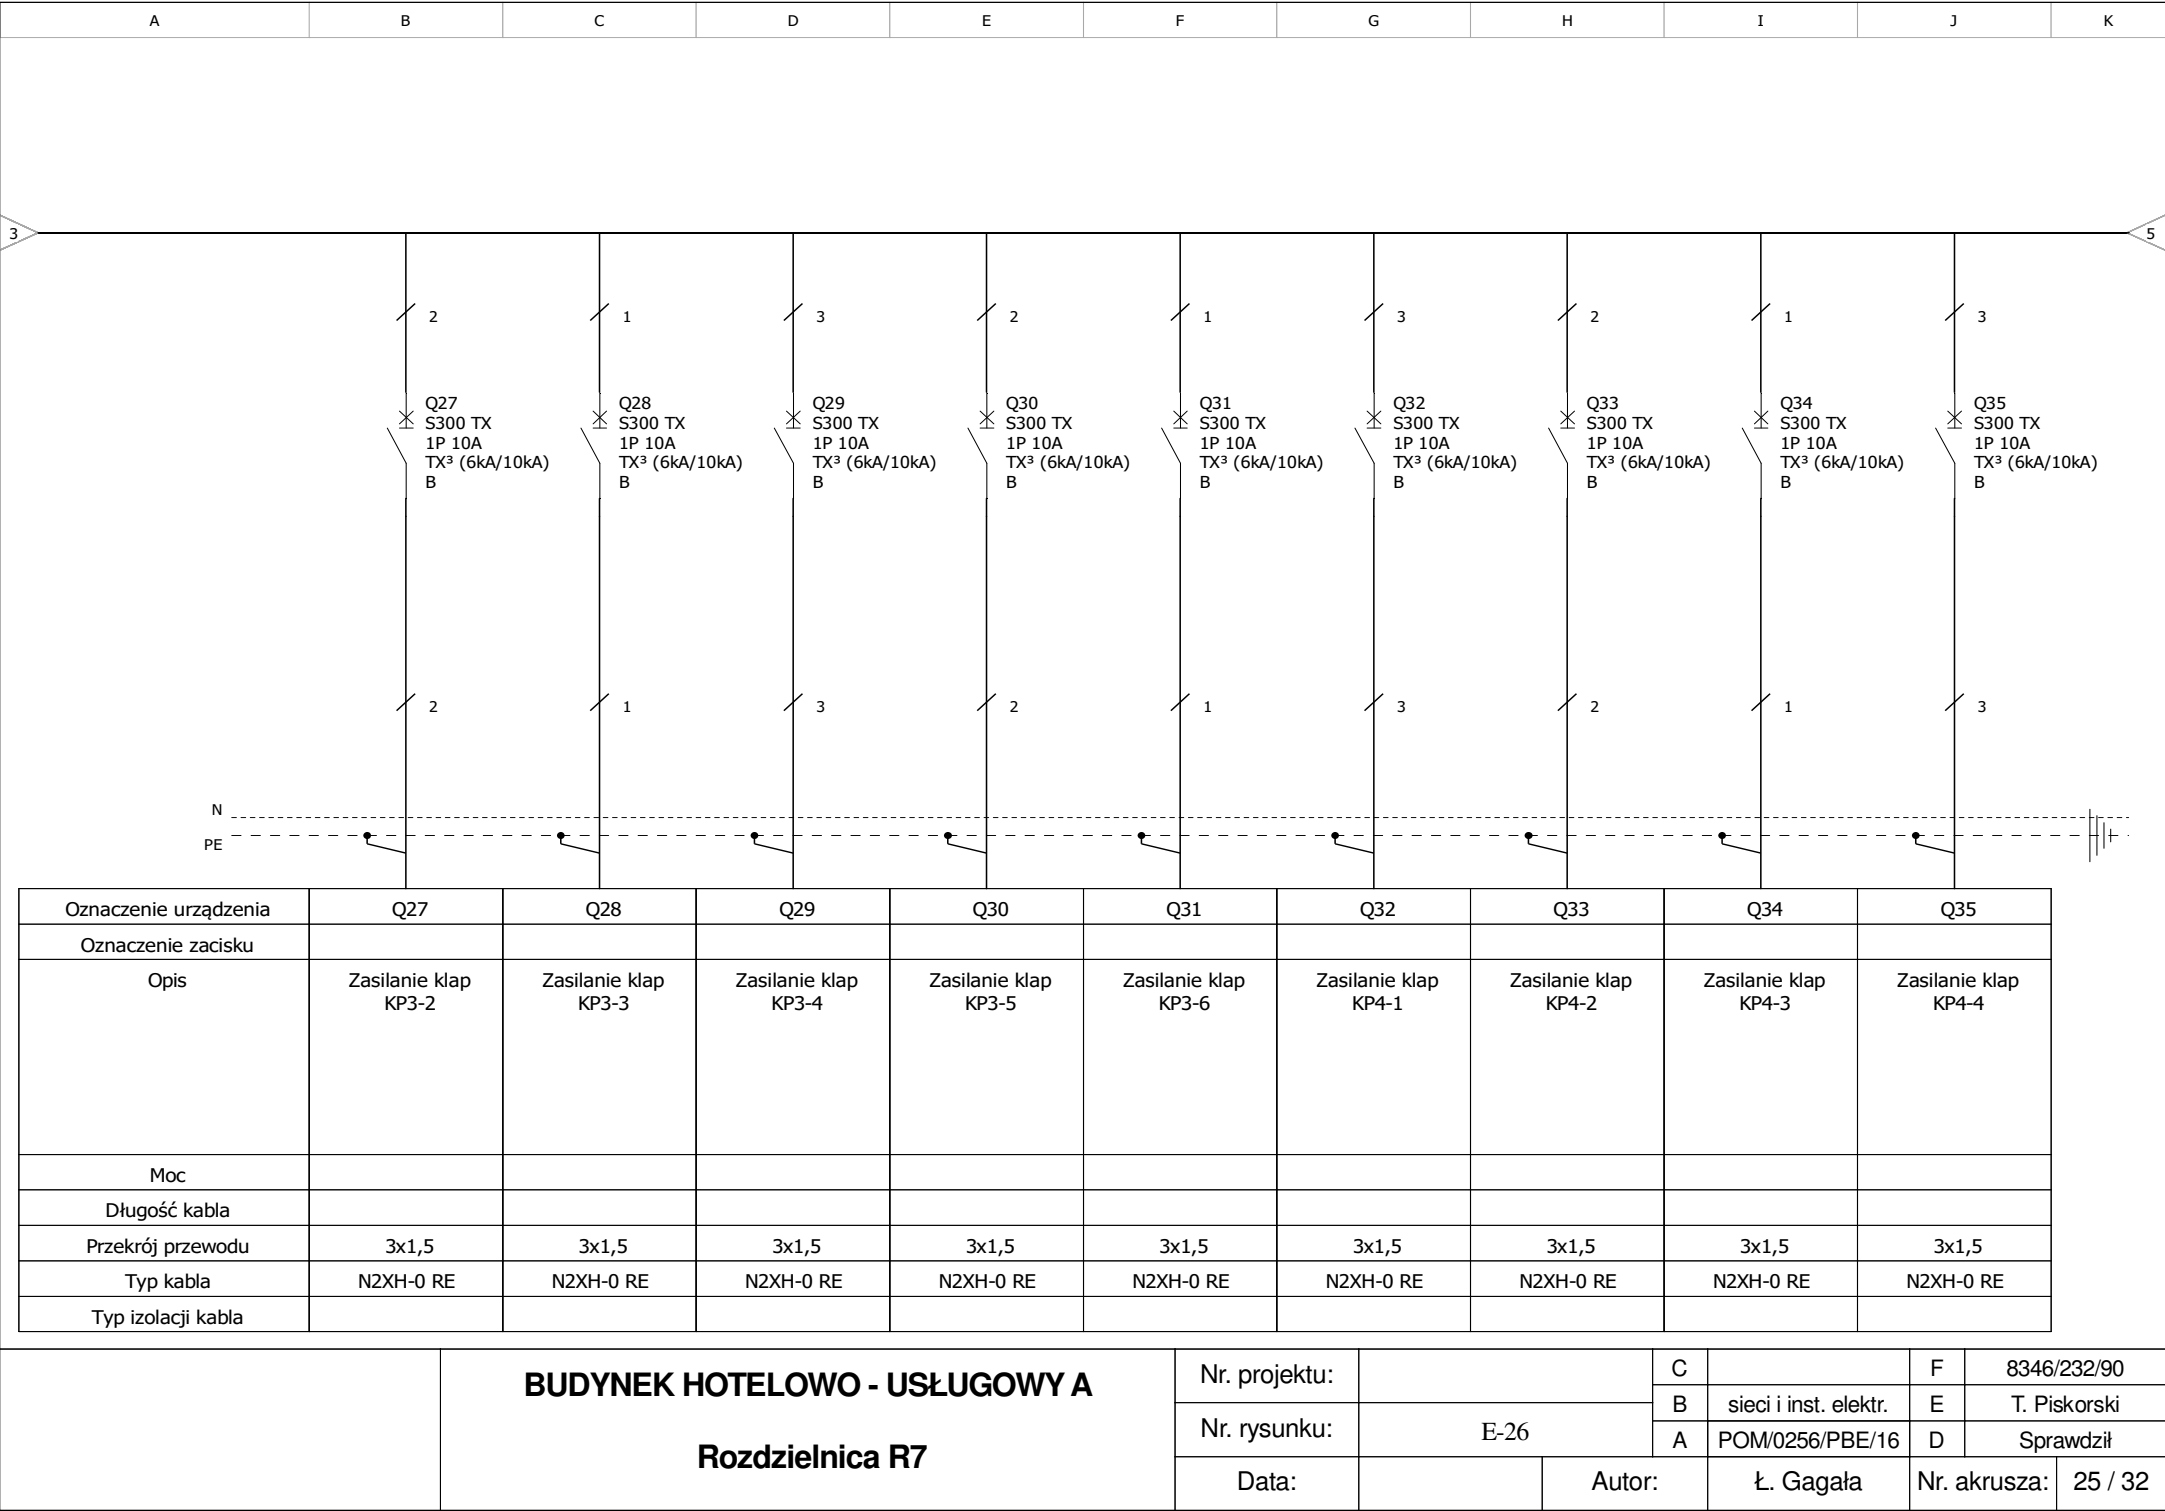 A B C D E F G H I J K
3 5
2 1 3 2 1 3 2 1 3
Q27 Q28 Q29 Q30 Q31 Q32 Q33 Q34 Q35
S300 TX S300 TX S300 TX S300 TX S300 TX S300 TX S300 TX S300 TX S300 TX
1P 10A 1P 10A 1P 10A 1P 10A 1P 10A 1P 10A 1P 10A 1P 10A 1P 10A
TX³ (6kA/10kA) TX³ (6kA/10kA) TX³ (6kA/10kA) TX³ (6kA/10kA) TX³ (6kA/10kA) TX³ (6kA/10kA) TX³ (6kA/10kA) TX³ (6kA/10kA) TX³ (6kA/10kA)
B B B B B B B B B
2 1 3 2 1 3 2 1 3
N
PE
Oznaczenie urządzenia Q27 Q28 Q29 Q30 Q31 Q32 Q33 Q34 Q35
Oznaczenie zacisku
Opis Zasilanie klap Zasilanie klap Zasilanie klap Zasilanie klap Zasilanie klap Zasilanie klap Zasilanie klap Zasilanie klap Zasilanie klap
KP3-2 KP3-3 KP3-4 KP3-5 KP3-6 KP4-1 KP4-2 KP4-3 KP4-4
Moc
Długość kabla
Przekrój przewodu 3x1,5 3x1,5 3x1,5 3x1,5 3x1,5 3x1,5 3x1,5 3x1,5 3x1,5
Typ kabla N2XH-0 RE N2XH-0 RE N2XH-0 RE N2XH-0 RE N2XH-0 RE N2XH-0 RE N2XH-0 RE N2XH-0 RE N2XH-0 RE
Typ izolacji kabla
BUDYNEK HOTELOWO - USŁUGOWY A
Rozdzielnica R7
Nr. projektu:
Nr. rysunku: E-26
C F 8346/232/90
B sieci i inst. elektr. E T. Piskorski
A POM/0256/PBE/16 D Sprawdził
Data: Autor: Ł. Gagała Nr. akrusza: 25 / 32